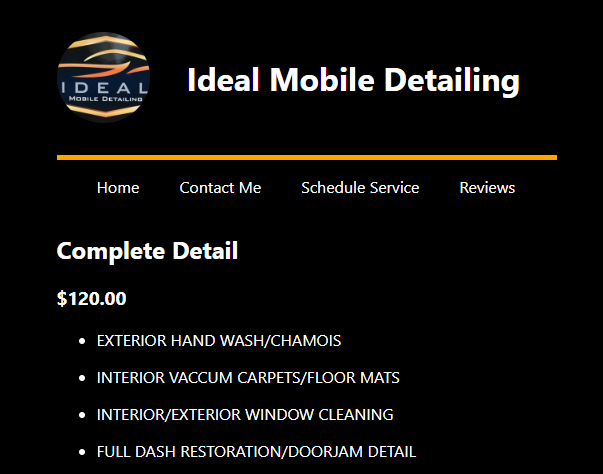 IDEAL
MOBILE DETAILING
Ideal Mobile Detailing
Home Contact Me Schedule Service Reviews
Complete Detail
$120.00
• EXTERIOR HAND WASH/CHAMOIS
• INTERIOR VACCUM CARPETS/FLOOR MATS
• INTERIOR/EXTERIOR WINDOW CLEANING
• FULL DASH RESTORATION/DOORJAM DETAIL